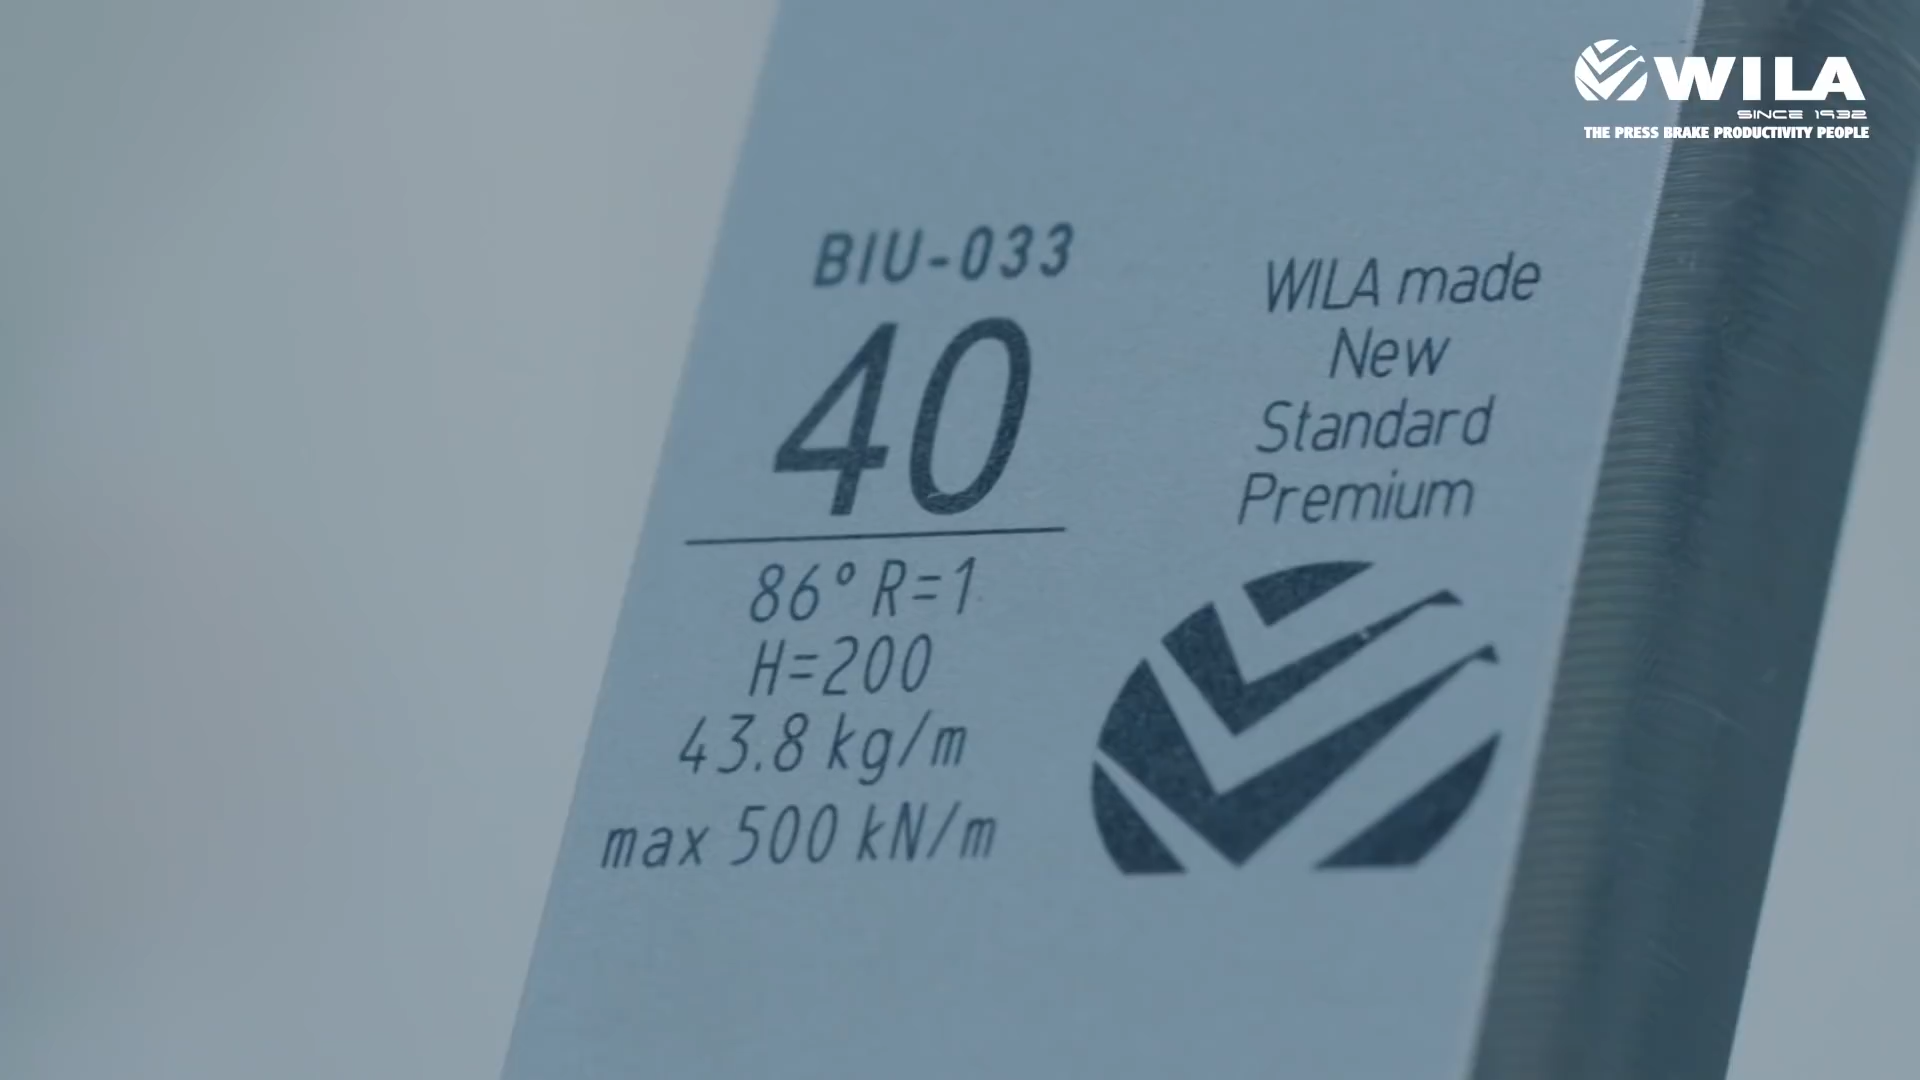 WILA
SINCE 1932
THE PRESS BRAKE PRODUCTIVITY PEOPLE
BIU-033
40
86° R=1
H=200
43.8 kg/m
max 500 kN/m
WILA made
New
Standard
Premium